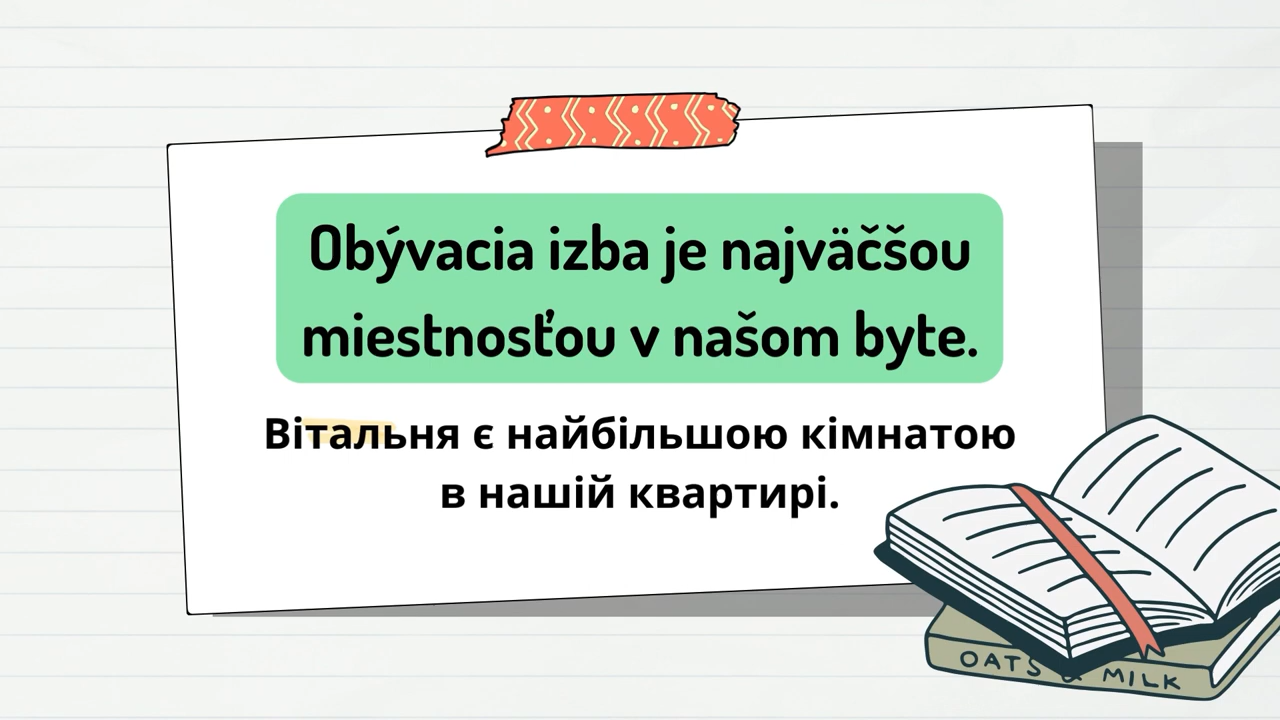 Obývacia izba je najväčšou
miestnosťou v našom byte.
Вітальня є найбільшою кімнатою
в нашій квартирі.
OATS & MILK